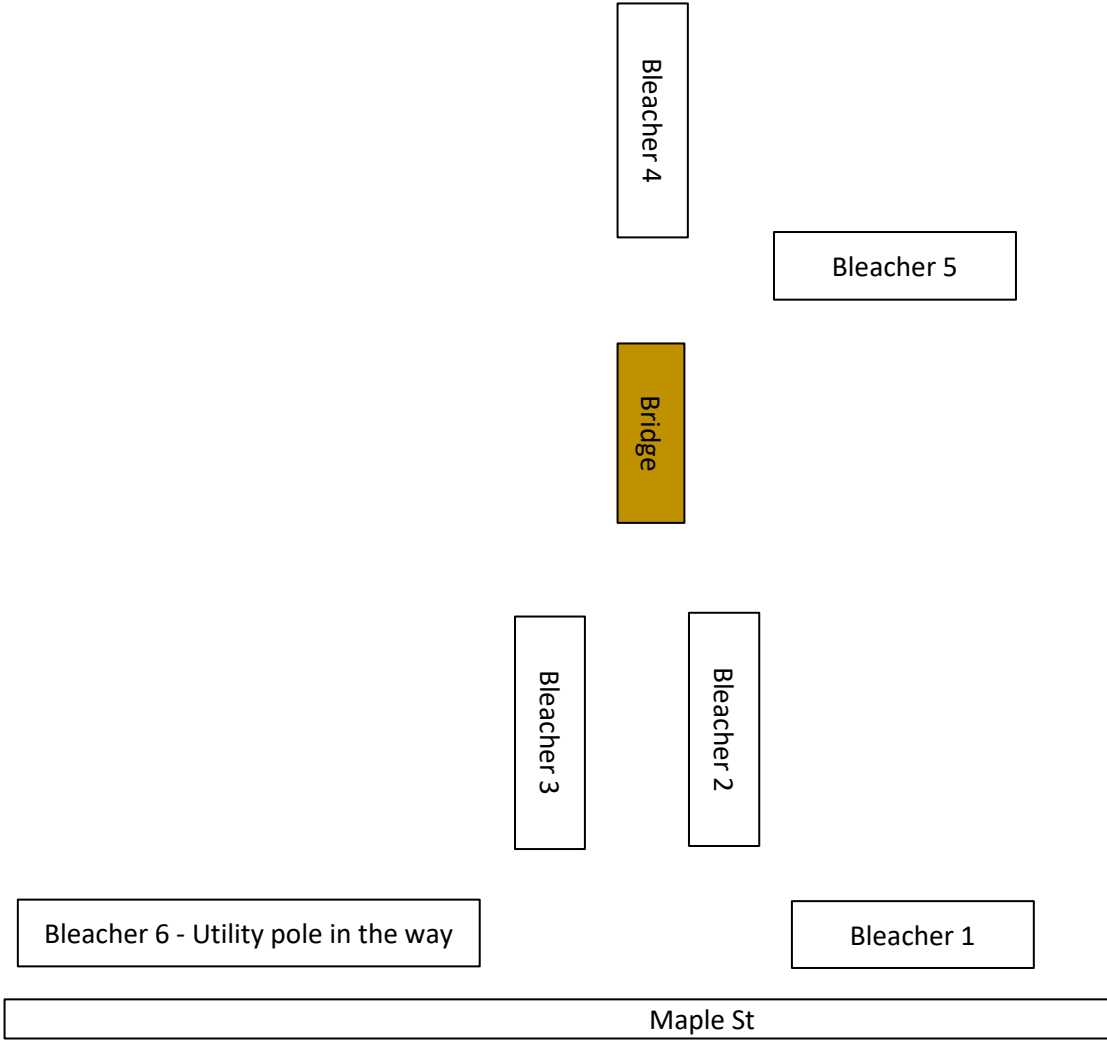 Bleacher 4
Bleacher 5
Bridge
Bleacher 3
Bleacher 2
Bleacher 6 - Utility pole in the way
Bleacher 1
Maple St